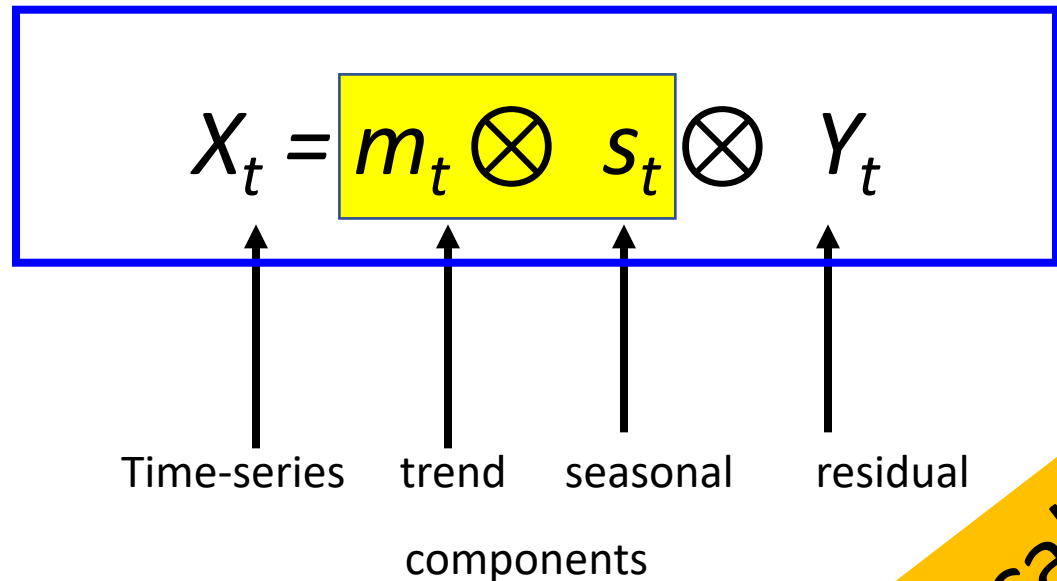 X_t = m_t ⊗ s_t ⊗ Y_t
Time-series trend seasonal residual
components